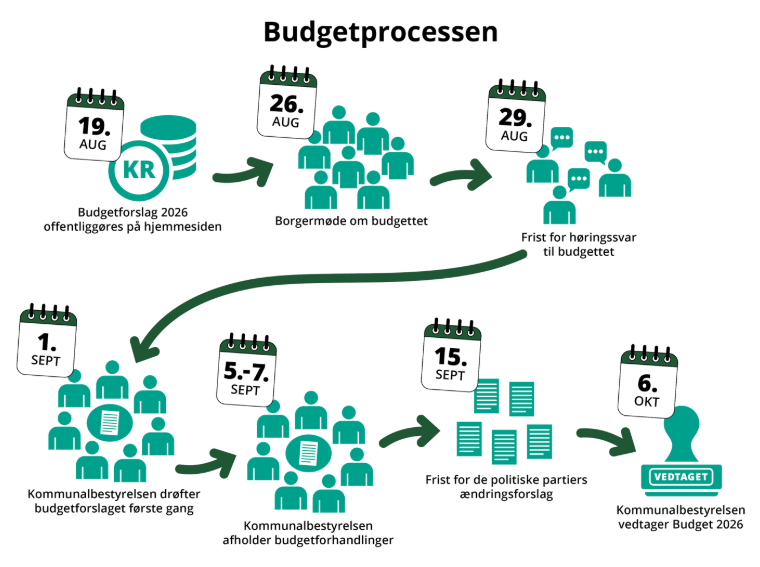 Budgetprocessen
19.
AUG
KR
Budgetforslag 2026
offentliggøres på hjemmesiden
26.
AUG
Borgermøde om budgettet
29.
AUG
Frist for høringssvar
til budgettet
1.
SEPT
Kommunalbestyrelsen drøfter
budgetforslaget første gang
5.-7.
SEPT
Kommunalbestyrelsen
afholder budgetforhandlinger
15.
SEPT
Frist for de politiske partiers
ændringsforslag
6.
OKT
VEDTAGET
Kommunalbestyrelsen
vedtager Budget 2026